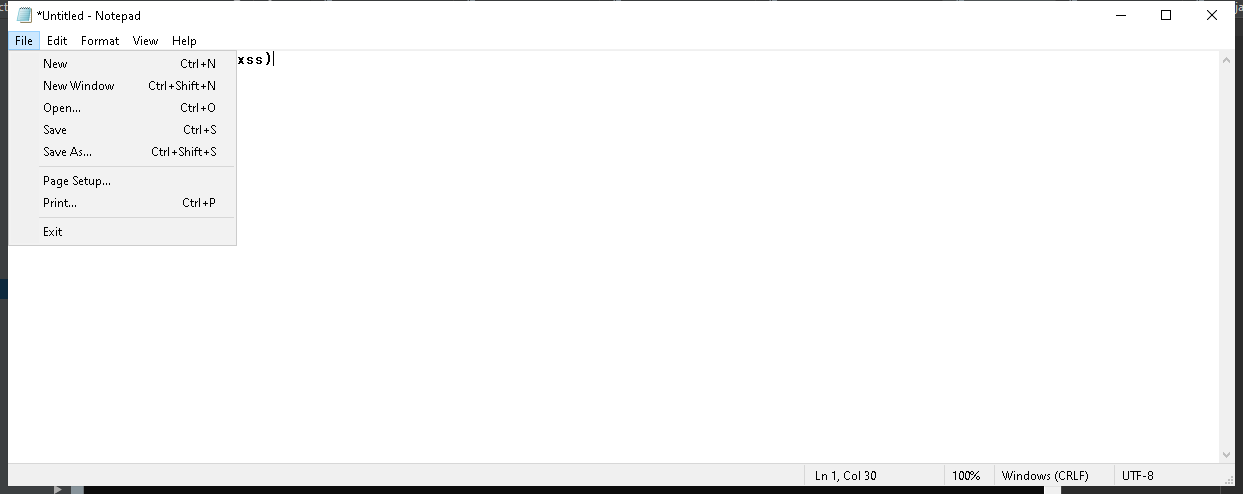 *Untitled - Notepad
File Edit Format View Help
xss)
New Ctrl+N
New Window Ctrl+Shift+N
Open... Ctrl+O
Save Ctrl+S
Save As... Ctrl+Shift+S
Page Setup...
Print... Ctrl+P
Exit
Ln 1, Col 30 100% Windows (CRLF) UTF-8